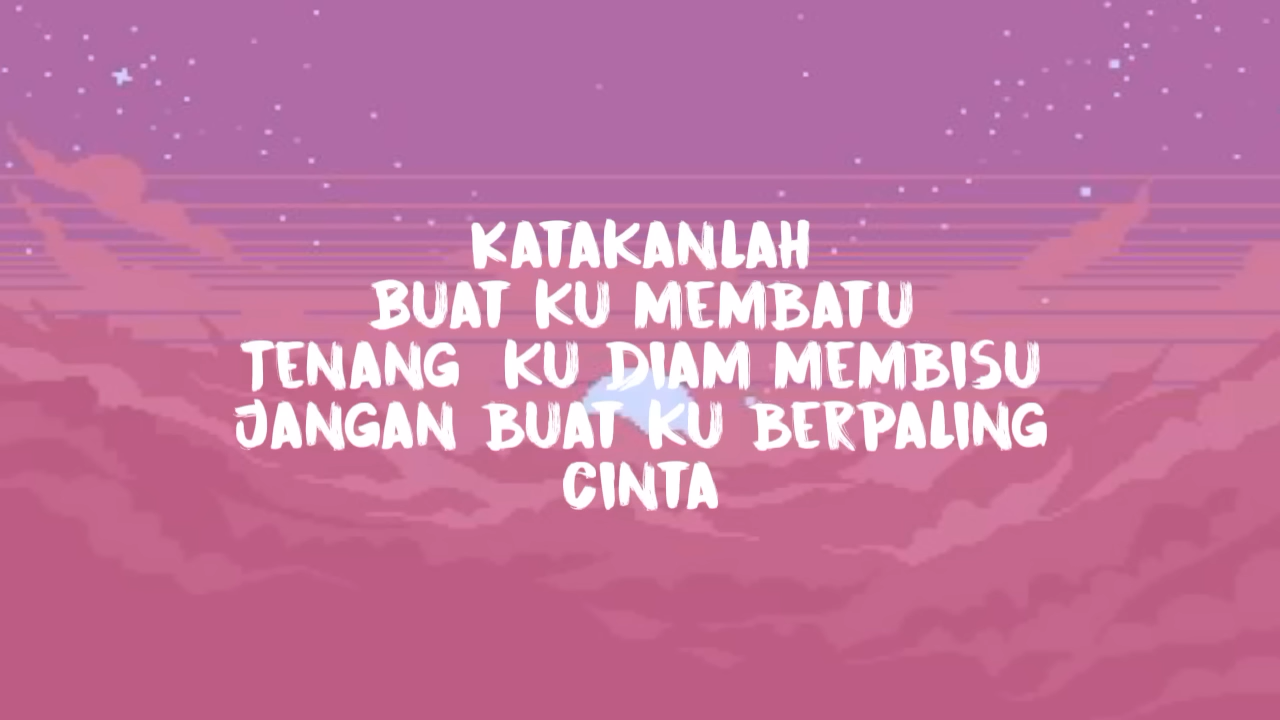 KATAKANLAH
BUAT KU MEMBATU
TENANG KU DIAM MEMBISU
JANGAN BUAT KU BERPALING
CINTA